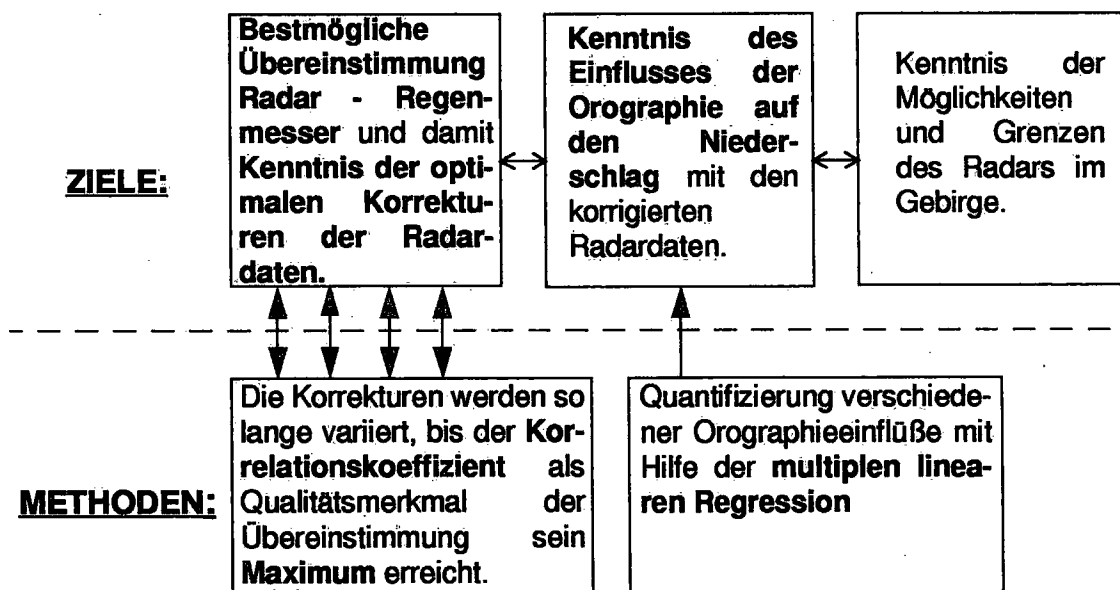 ZIELE:
Bestmögliche
Übereinstimmung
Radar - Regen-
messer und damit
Kenntnis der opti-
malen Korrektu-
ren der Radar-
daten.
Kenntnis des
Einflusses der
Orographie auf
den Nieder-
schlag mit den
korrigierten
Radardaten.
Kenntnis der
Möglichkeiten
und Grenzen
des Radars im
Gebirge.
METHODEN:
Die Korrekturen werden so
lange variiert, bis der Kor-
relationskoeffizient als
Qualitätsmerkmal der
Übereinstimmung sein
Maximum erreicht.
Quantifizierung verschiede-
ner Orographieeinflüße mit
Hilfe der multiplen linea-
ren Regression